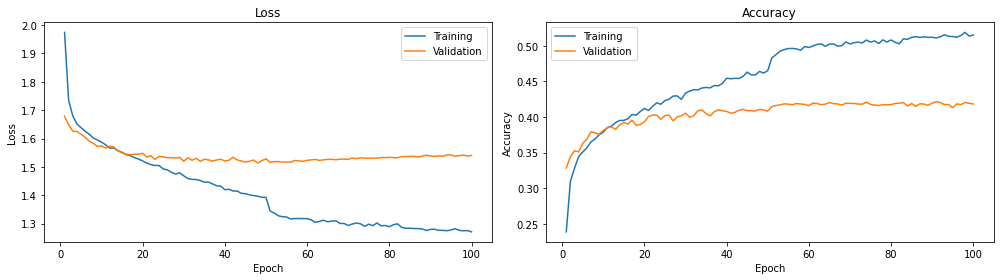 Loss
2.0
1.9
1.8
1.7
1.6
1.5
1.4
1.3
Loss
0 20 40 60 80 100
Epoch
Training
Validation
Accuracy
0.50
0.45
0.40
0.35
0.30
0.25
Accuracy
0 20 40 60 80 100
Epoch
Training
Validation